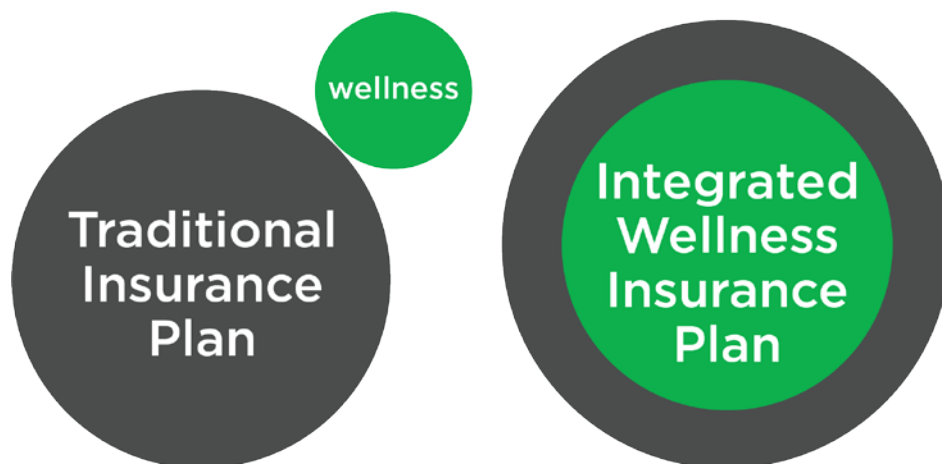 wellness
Traditional
Insurance
Plan
Integrated
Wellness
Insurance
Plan